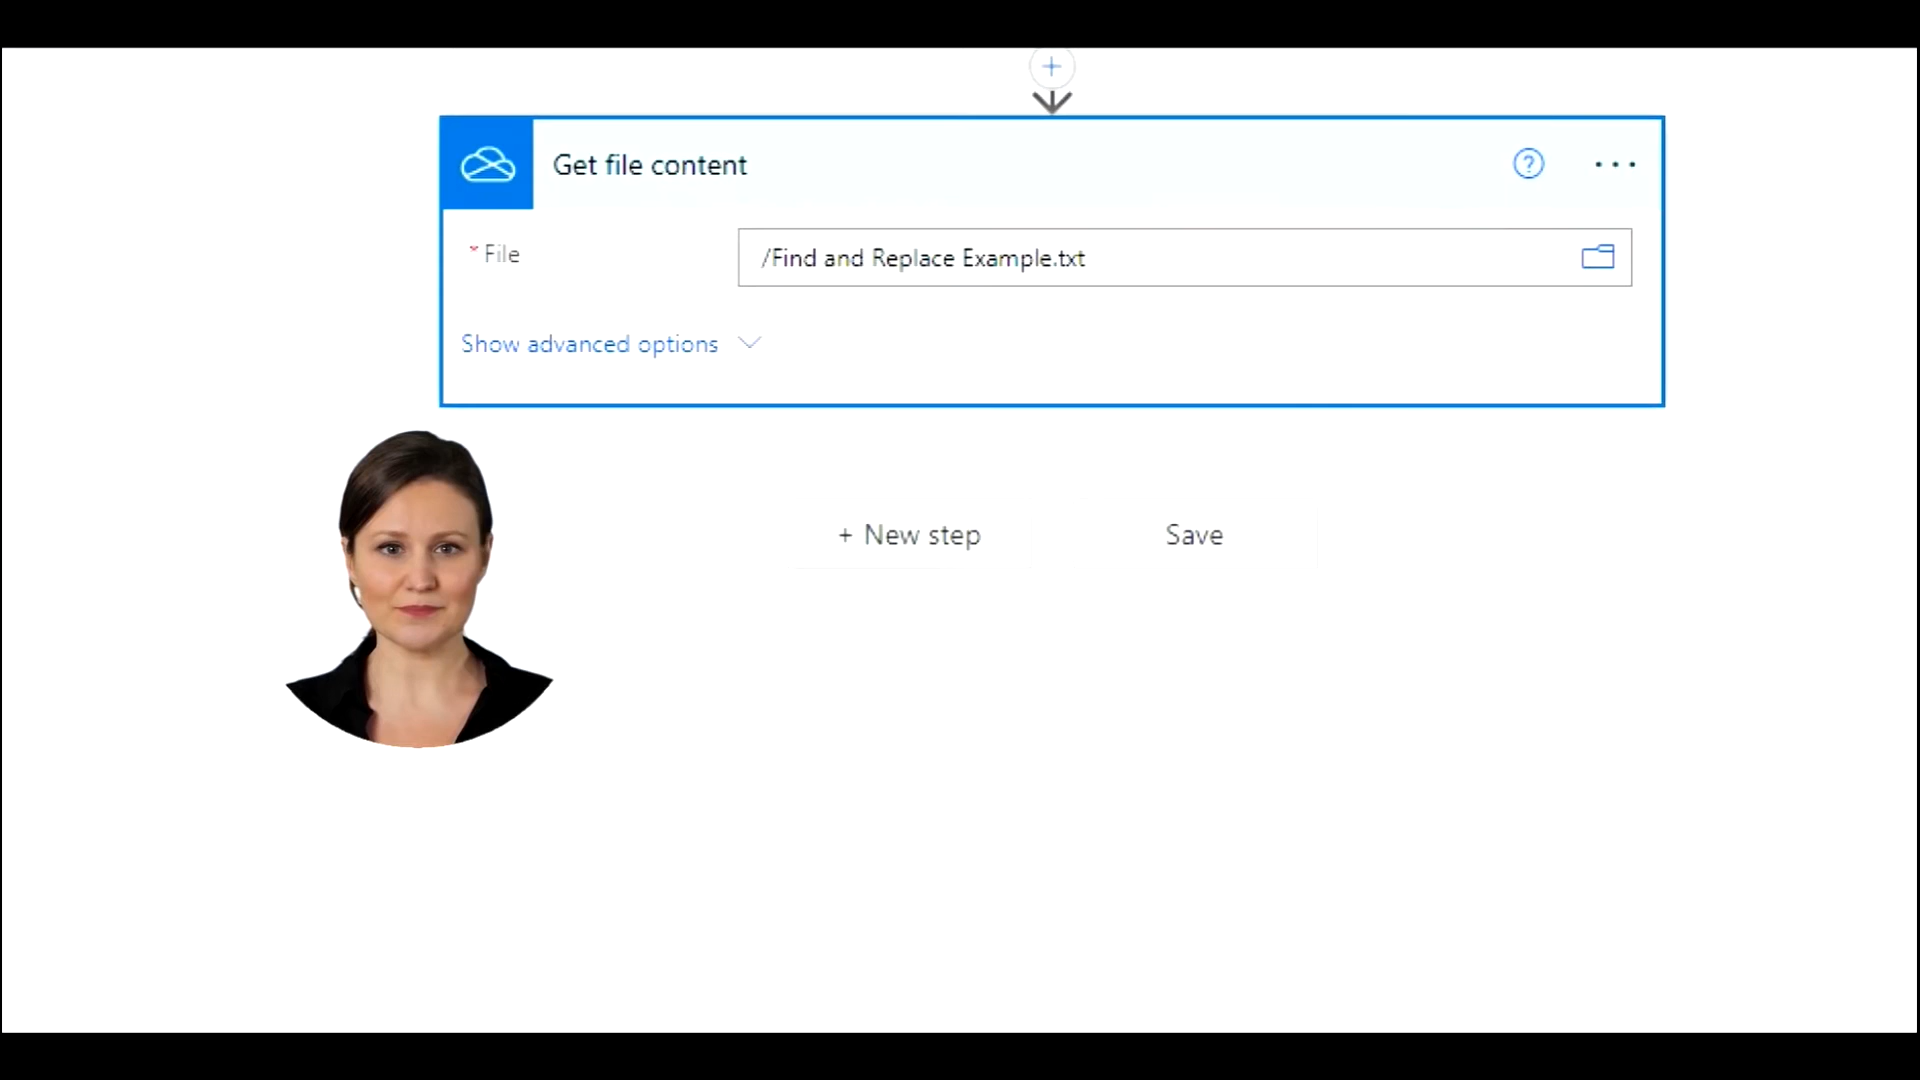 Get file content
* File
/Find and Replace Example.txt
Show advanced options
+ New step
Save